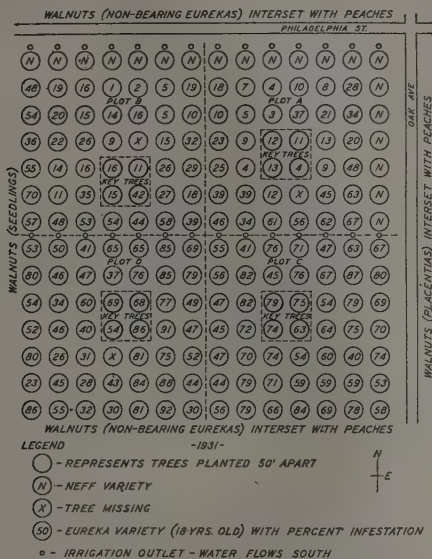 WALNUTS (NON-BEARING EUREKAS) INTERSET WITH PEACHES
PHILADELPHIA ST.
OAK AVE
WALNUTS (SEEDLINGS)
WALNUTS (PLACENTIAS) INTERSET WITH PEACHES
N N N N N N N N N N N N N N
48 19 16 1 2 5 19 18 7 4 10 8 28 N
PLOT B PLOT A
54 20 15 14 16 5 10 10 5 3 37 21 34 N
36 22 26 9 X 15 32 23 9 12 11 13 20 N
KEY TREES
55 14 16 16 11 26 29 25 4 13 4 9 48 N
KEY TREES
70 11 35 15 42 27 18 39 39 12 X 45 63 N
57 48 53 54 44 58 39 46 34 61 56 62 67 N
53 50 41 65 65 85 69 55 41 76 71 47 63 67
PLOT D PLOT C
80 46 47 37 76 85 79 56 82 45 76 67 87 80
54 34 60 69 68 77 49 47 82 79 75 54 79 69
KEY TREES KEY TREES
52 46 40 54 86 91 47 45 52 74 63 64 75 70
80 26 31 X 81 75 52 47 70 74 54 60 40 74
23 45 28 43 84 88 44 44 79 71 59 59 59 53
86 55 32 30 81 92 30 56 79 66 84 69 78 58
WALNUTS (NON-BEARING EUREKAS) INTERSET WITH PEACHES
LEGEND -1931-
- REPRESENTS TREES PLANTED 50' APART
N - NEFF VARIETY
X - TREE MISSING
50 - EUREKA VARIETY (18 YRS. OLD) WITH PERCENT INFESTATION
- IRRIGATION OUTLET - WATER FLOWS SOUTH
N
E